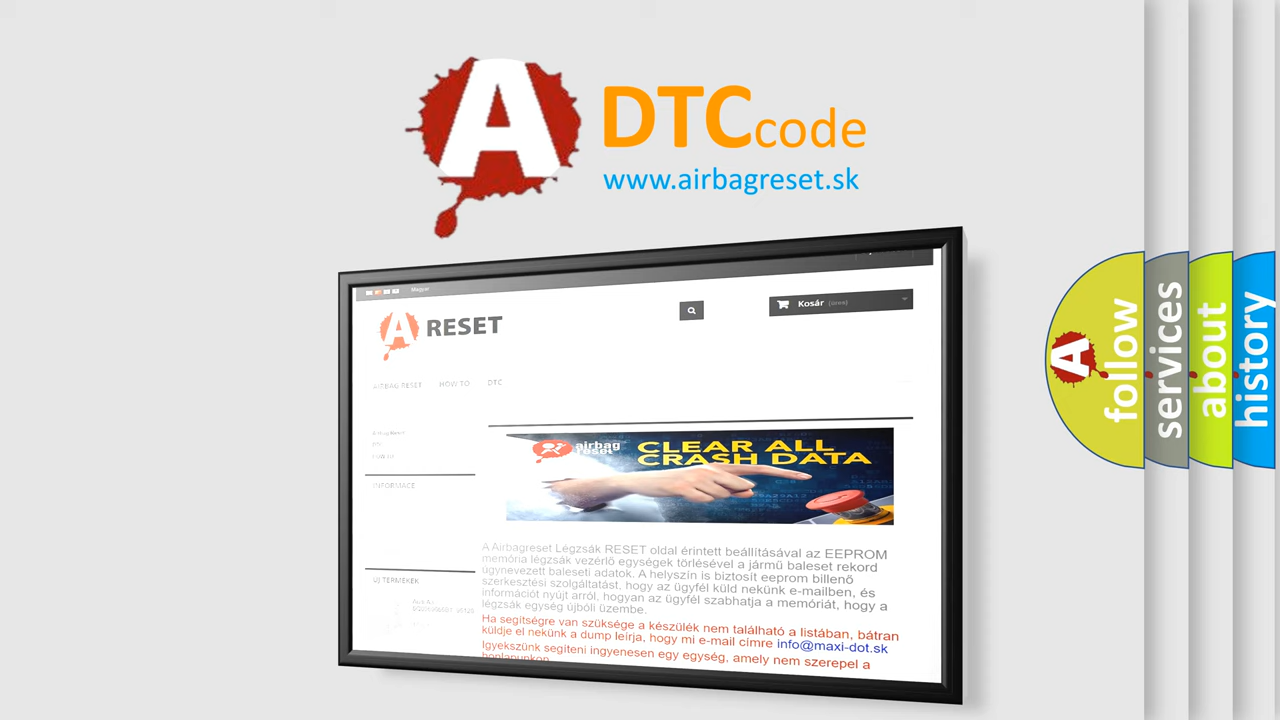 A
DTCcode
www.airbagreset.sk
Magyar
A RESET
Kosár (üres)
AIRBAG RESET HOW TO DTC
airbag
reset
CLEAR ALL
CRASH DATA
INFORMACE
A Airbagreset Légzsák RESET oldal érintett beállításával az EEPROM
memória légzsák vezérlő egységek törlésével a jármű baleset rekord
úgynevezett baleseti adatok. A helyszín is biztosít eeprom billenő
szerkesztési szolgáltatást, hogy az ügyfél küld nekünk e-mailben, és
információt nyújt arról, hogyan az ügyfél szabhatja a memóriát, hogy a
légzsák egység újbóli üzembe.
ÚJ TERMÉKEK
Ha segítségre van szüksége a készülék nem található a listában, bátran
küldje el nekünk a dump leírja, hogy mi e-mail címre info@maxi-dot.sk
Igyekszünk segíteni ingyenesen egy egység, amely nem szerepel a
honlapunkon
A
follow
services
about
history